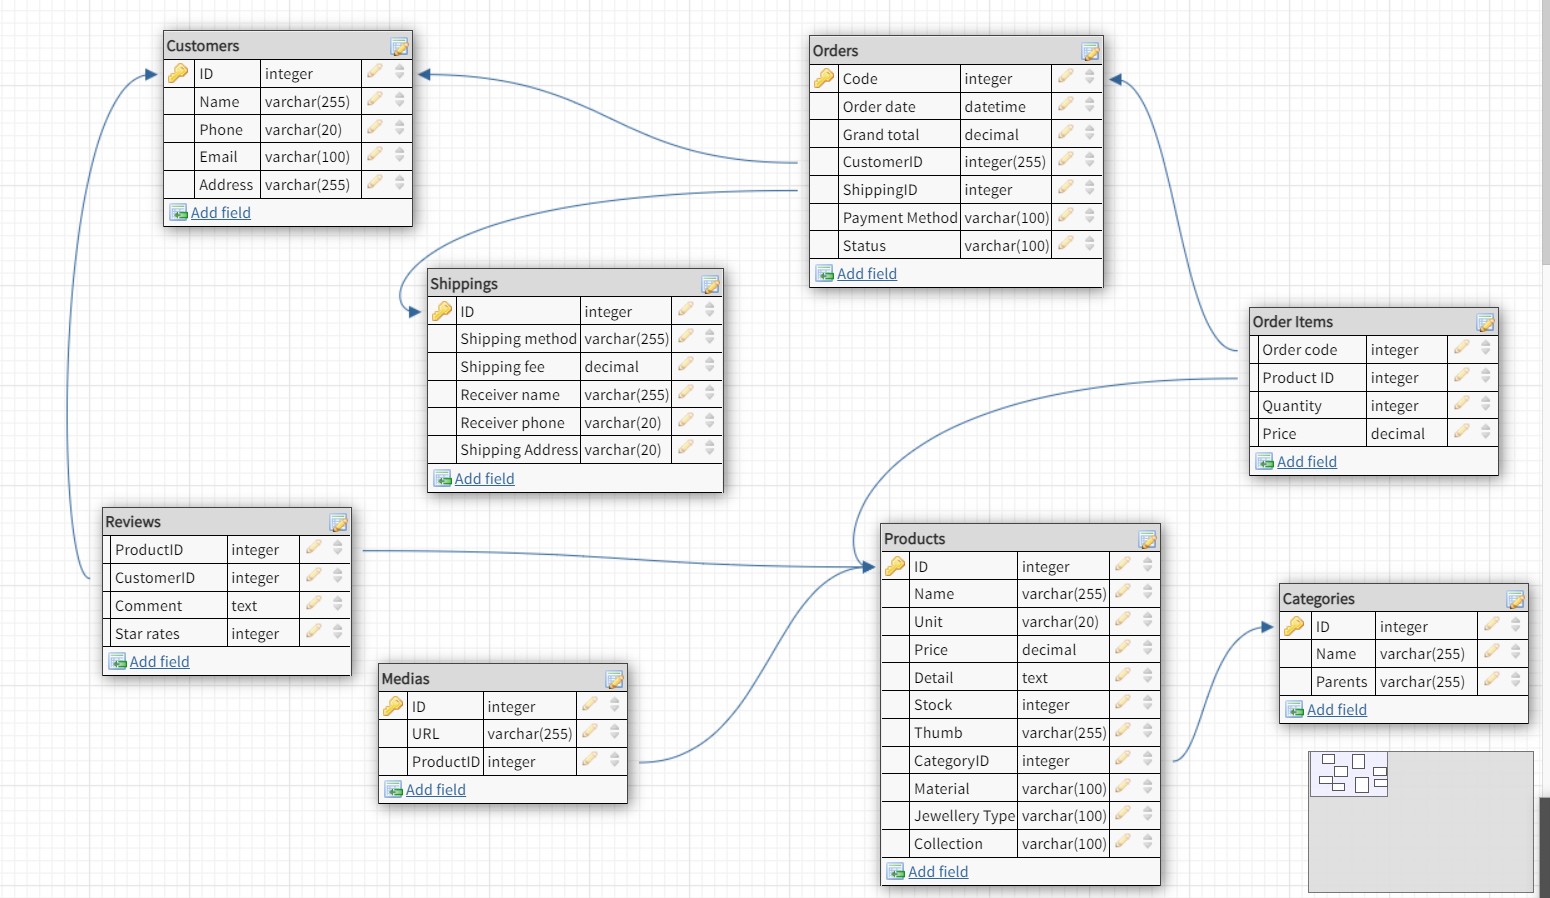 Customers
ID integer
Name varchar(255)
Phone varchar(20)
Email varchar(100)
Address varchar(255)
Add field
Orders
Code integer
Order date datetime
Grand total decimal
CustomerID integer(255)
ShippingID integer
Payment Method varchar(100)
Status varchar(100)
Add field
Shippings
ID integer
Shipping method varchar(255)
Shipping fee decimal
Receiver name varchar(255)
Receiver phone varchar(20)
Shipping Address varchar(20)
Add field
Order Items
Order code integer
Product ID integer
Quantity integer
Price decimal
Add field
Reviews
ProductID integer
CustomerID integer
Comment text
Star rates integer
Add field
Medias
ID integer
URL varchar(255)
ProductID integer
Add field
Products
ID integer
Name varchar(255)
Unit varchar(20)
Price decimal
Detail text
Stock integer
Thumb varchar(255)
CategoryID integer
Material varchar(100)
Jewellery Type varchar(100)
Collection varchar(100)
Add field
Categories
ID integer
Name varchar(255)
Parents varchar(255)
Add field